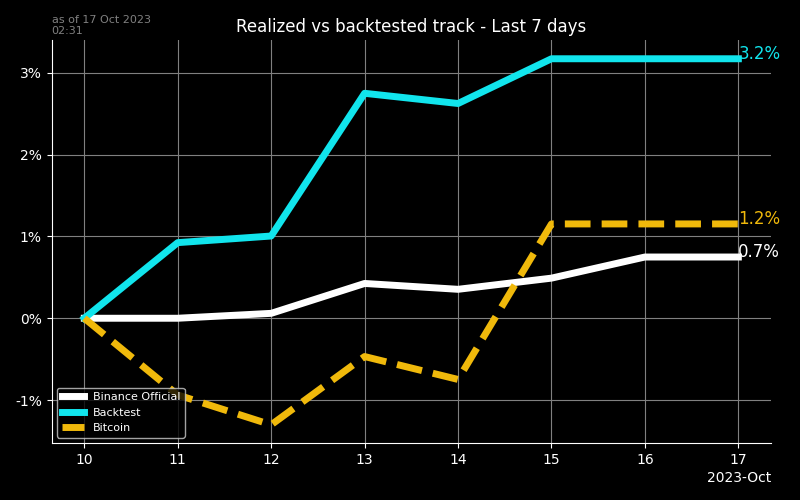 as of 17 Oct 2023
02:31
Realized vs backtested track - Last 7 days
3.2%
1.2%
0.7%
3%
2%
1%
0%
-1%
Binance Official
Backtest
Bitcoin
10 11 12 13 14 15 16 17
2023-Oct